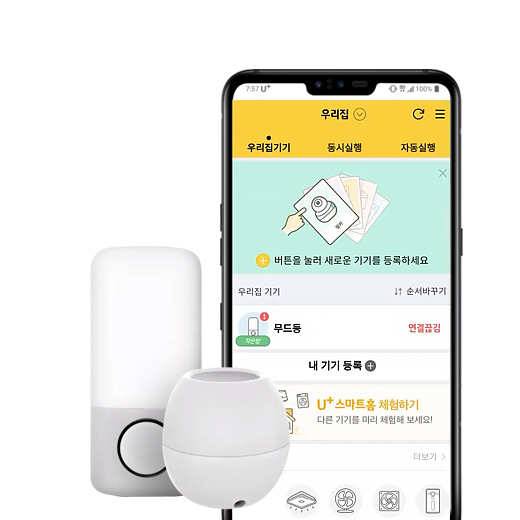 7:57 U+ 100%
우리집
우리집기기 동시실행 자동실행
버튼을 눌러 새로운 기기를 등록하세요
우리집 기기 순서바꾸기
무드등 연결끊김
작은방
내 기기 등록
U+스마트홈 체험하기
다른 기기를 미리 체험해 보세요!
더보기